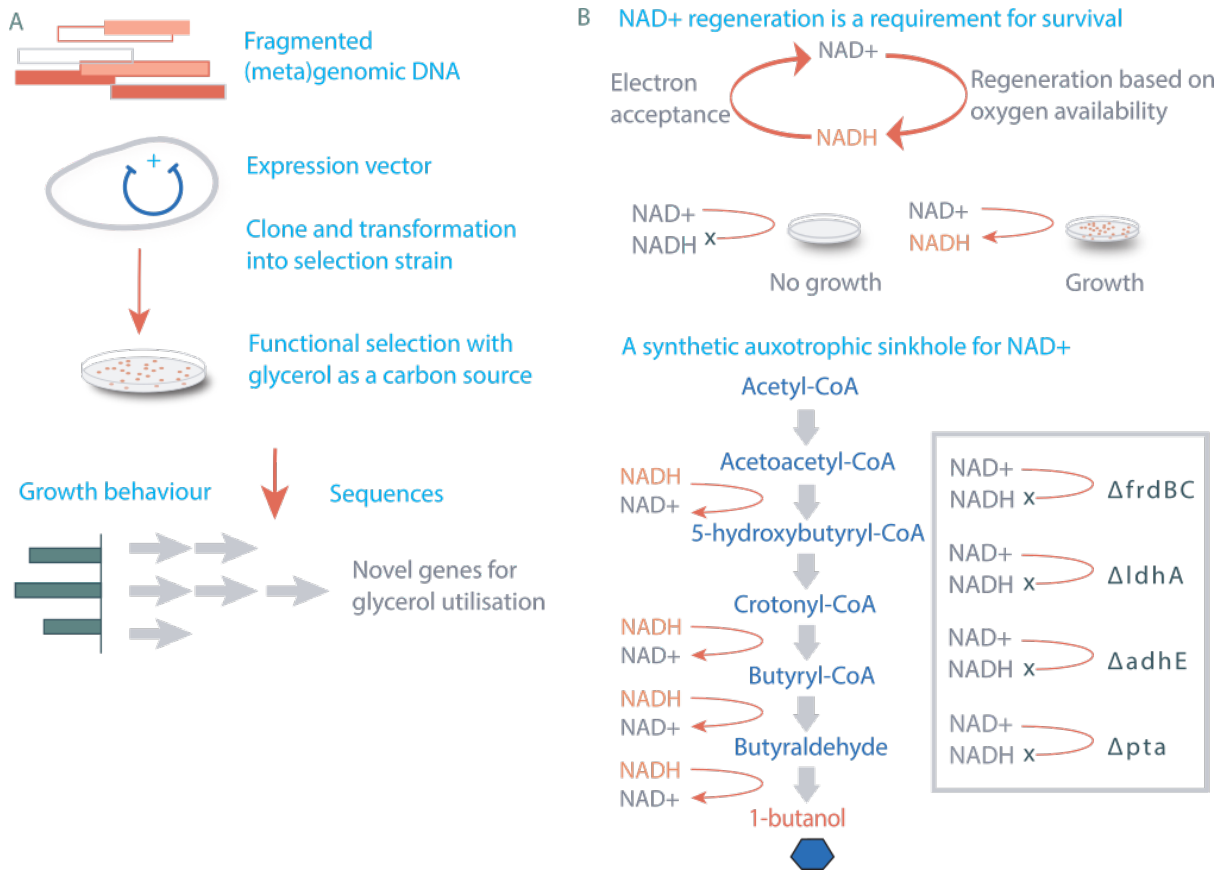 A
Fragmented
(meta)genomic DNA
+
Expression vector
Clone and transformation
into selection strain
Functional selection with
glycerol as a carbon source
Growth behaviour
Sequences
Novel genes for
glycerol utilisation
B
NAD+ regeneration is a requirement for survival
NAD+
Electron
acceptance
Regeneration based on
oxygen availability
NADH
NAD+
NADH x
No growth
NAD+
NADH
Growth
A synthetic auxotrophic sinkhole for NAD+
Acetyl-CoA
Acetoacetyl-CoA
NADH
NAD+
5-hydroxybutyryl-CoA
Crotonyl-CoA
NADH
NAD+
Butyryl-CoA
NADH
NAD+
Butyraldehyde
NADH
NAD+
1-butanol
NAD+
NADH x
ΔfrdBC
NAD+
NADH x
ΔldhA
NAD+
NADH x
ΔadhE
NAD+
NADH x
Δpta